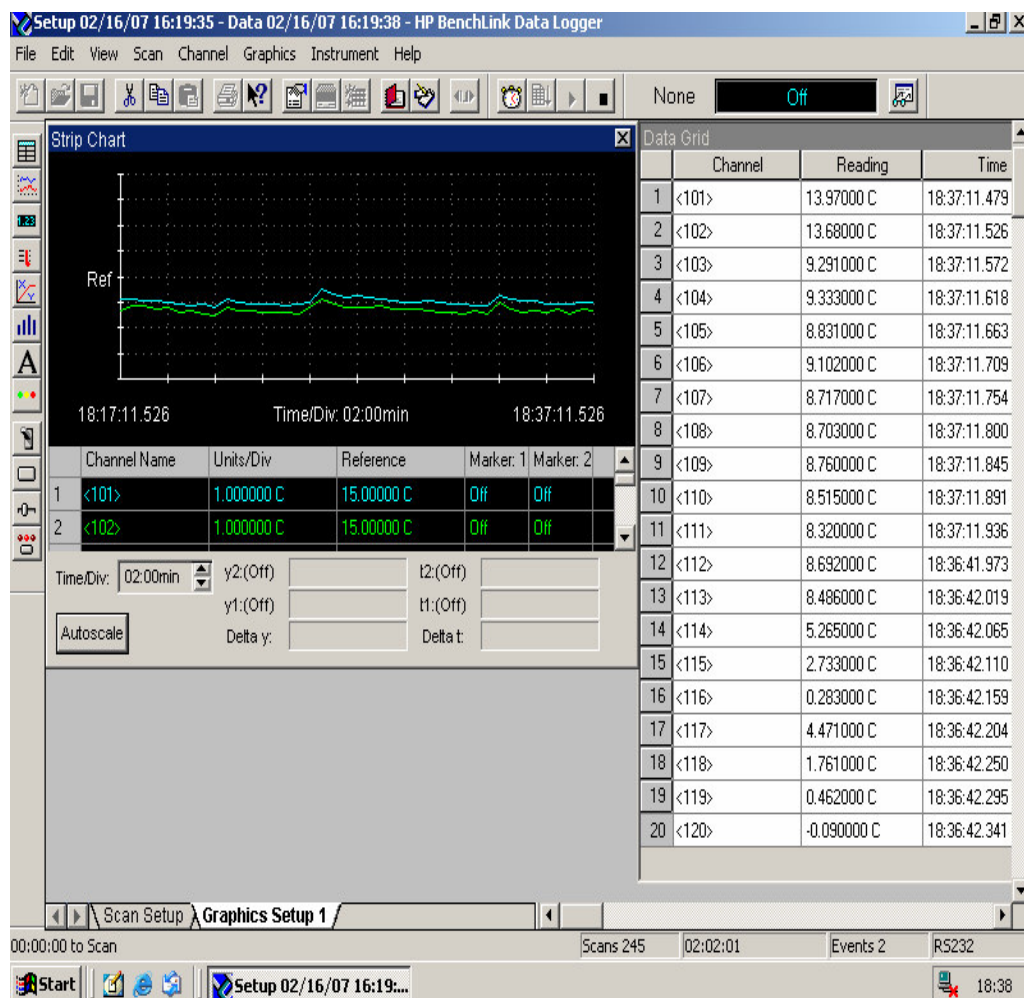 Setup 02/16/07 16:19:35 - Data 02/16/07 16:19:38 - HP BenchLink Data Logger
File Edit View Scan Channel Graphics Instrument Help
None Off
Strip Chart
Ref
18:17:11.526 Time/Div: 02:00min 18:37:11.526
Channel Name Units/Div Reference Marker: 1 Marker: 2
1 <101> 1.000000 C 15.00000 C Off Off
2 <102> 1.000000 C 15.00000 C Off Off
Time/Div: 02:00min y2:(Off) t2:(Off)
y1:(Off) t1:(Off)
Autoscale Delta y: Delta t:
Data Grid
Channel Reading Time
1 <101> 13.97000 C 18:37:11.479
2 <102> 13.68000 C 18:37:11.526
3 <103> 9.291000 C 18:37:11.572
4 <104> 9.333000 C 18:37:11.618
5 <105> 8.831000 C 18:37:11.663
6 <106> 9.102000 C 18:37:11.709
7 <107> 8.717000 C 18:37:11.754
8 <108> 8.703000 C 18:37:11.800
9 <109> 8.760000 C 18:37:11.845
10 <110> 8.515000 C 18:37:11.891
11 <111> 8.320000 C 18:37:11.936
12 <112> 8.692000 C 18:36:41.973
13 <113> 8.486000 C 18:36:42.019
14 <114> 5.265000 C 18:36:42.065
15 <115> 2.733000 C 18:36:42.110
16 <116> 0.283000 C 18:36:42.159
17 <117> 4.471000 C 18:36:42.204
18 <118> 1.761000 C 18:36:42.250
19 <119> 0.462000 C 18:36:42.295
20 <120> -0.090000 C 18:36:42.341
Scan Setup Graphics Setup 1
00:00:00 to Scan Scans 245 02:02:01 Events 2 RS232
Start Setup 02/16/07 16:19:... 18:38